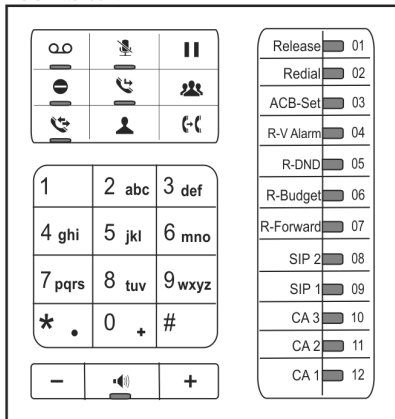 Release 01
Redial 02
ACB-Set 03
R-V Alarm 04
R-DND 05
R-Budget 06
R-Forward 07
SIP 2 08
SIP 1 09
CA 3 10
CA 2 11
CA 1 12
1 2 abc 3 def
4 ghi 5 jkl 6 mno
7 pqrs 8 tuv 9 wxyz
* . 0 + #
- +